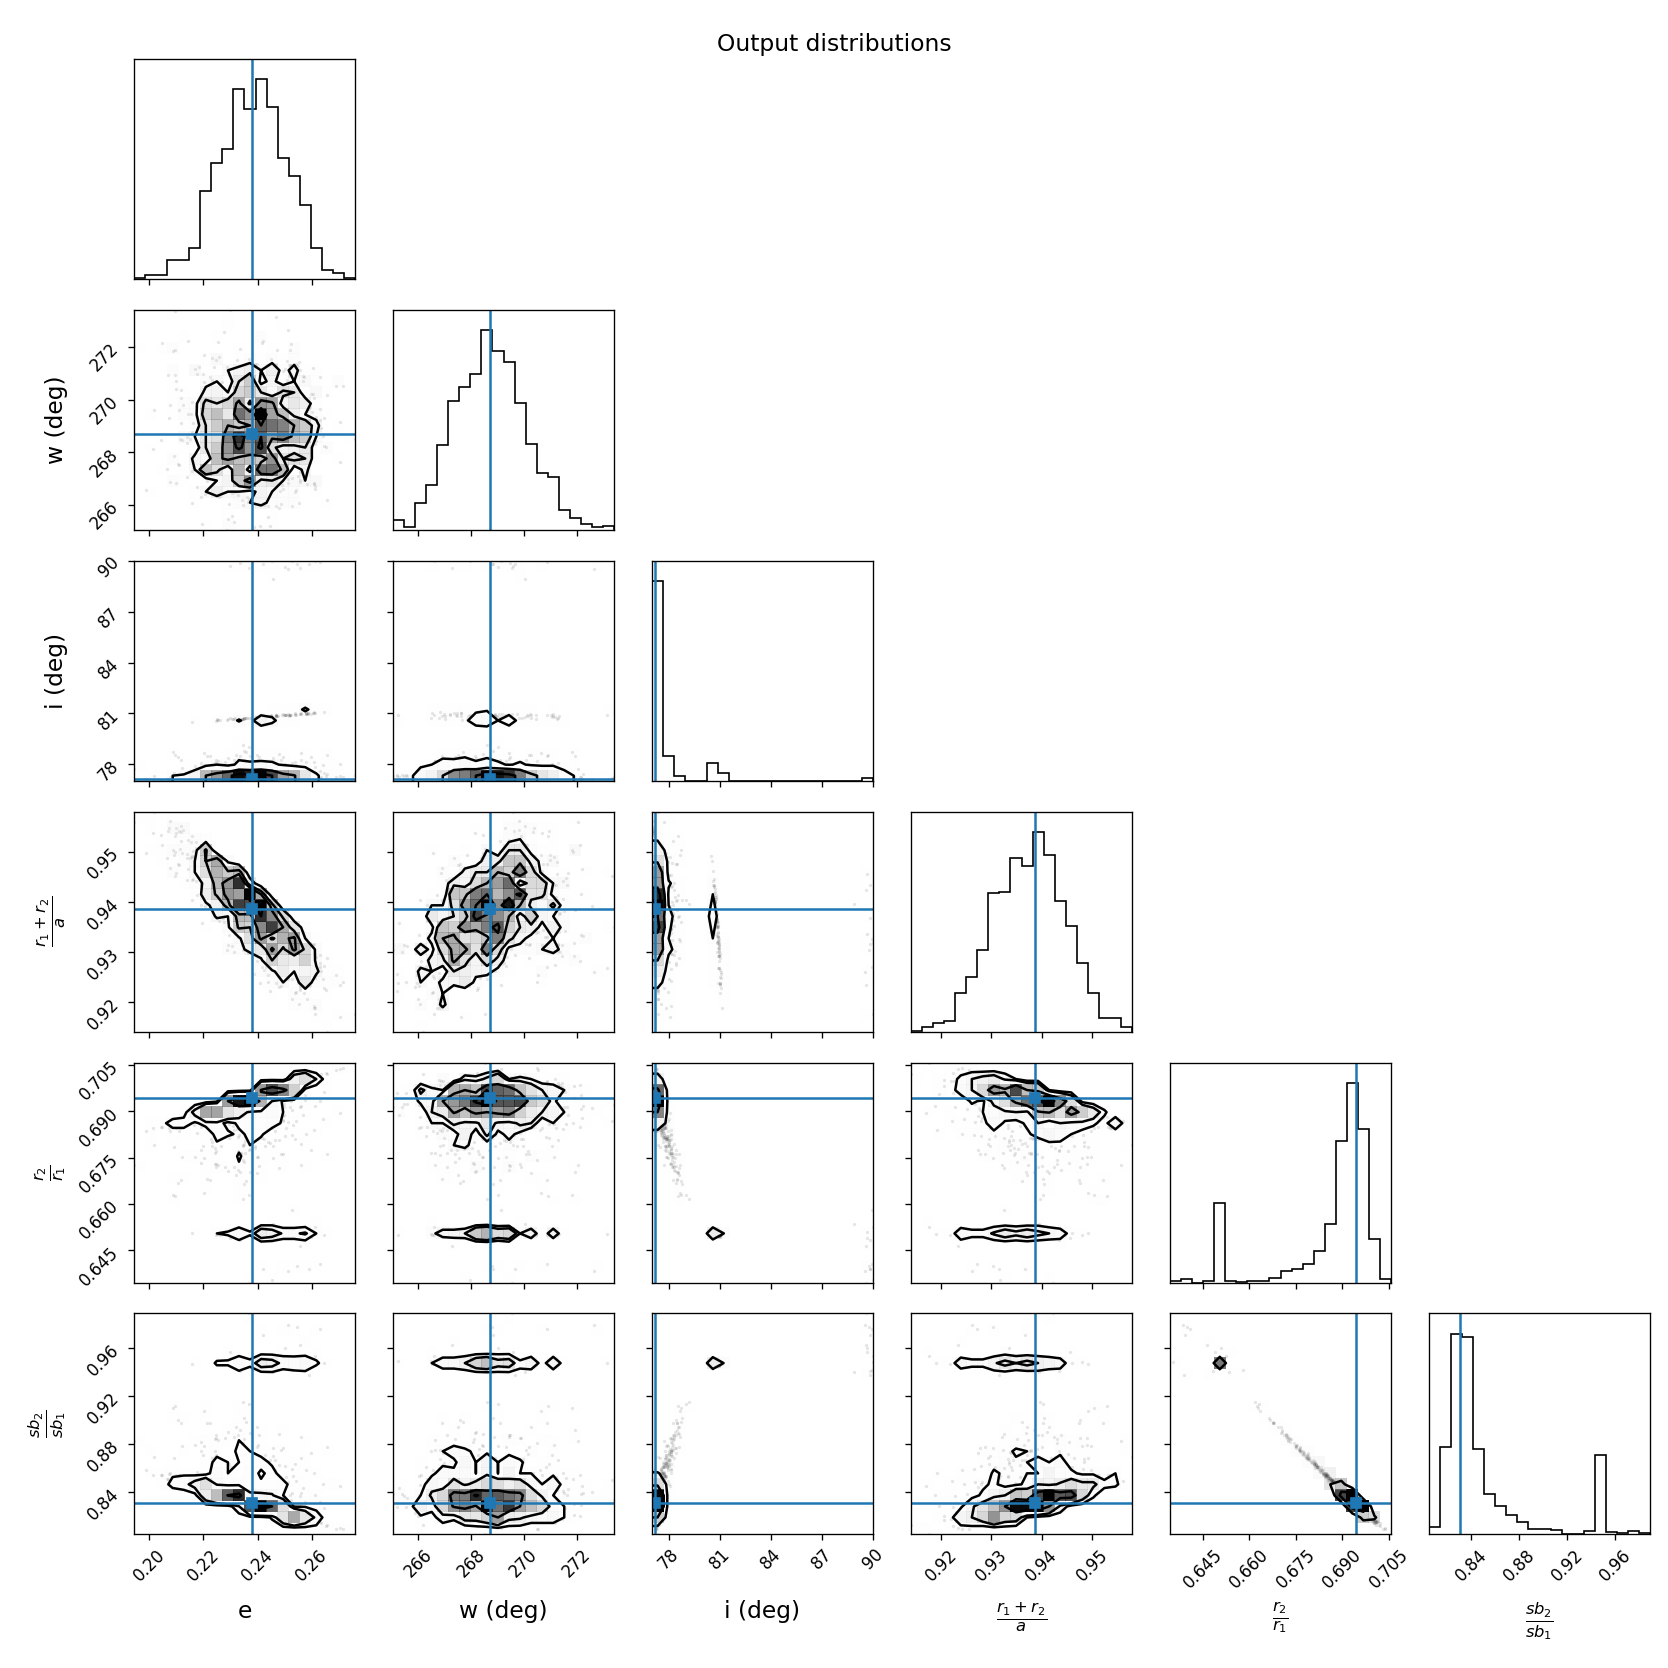 Output distributions
w (deg)
272
270
268
266
i (deg)
90
87
84
81
78
r₁ + r₂ / a
0.95
0.94
0.93
0.92
r₂ / r₁
0.705
0.690
0.675
0.660
0.645
sb₂ / sb₁
0.96
0.92
0.88
0.84
0.20 0.22 0.24 0.26 266 268 270 272 78 81 84 87 90 0.92 0.93 0.94 0.95 0.645 0.660 0.675 0.690 0.705 0.84 0.88 0.92 0.96
e w (deg) i (deg) r₁ + r₂ / a r₂ / r₁ sb₂ / sb₁